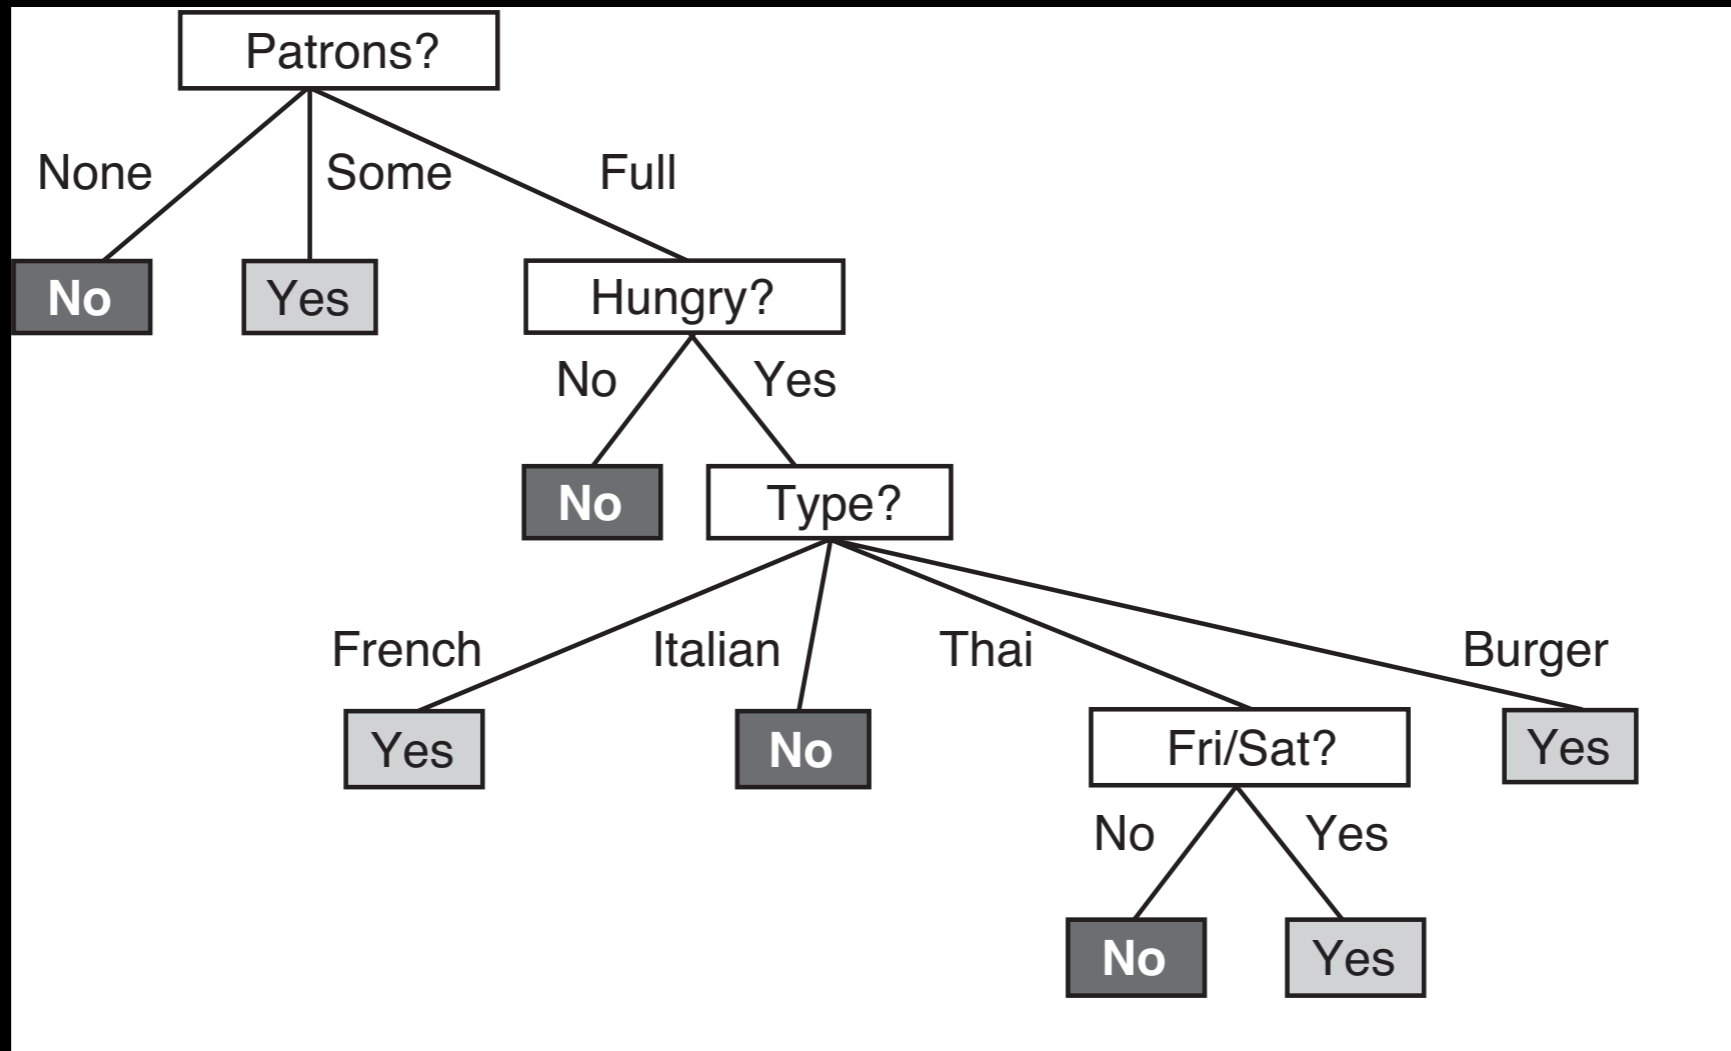 Patrons?
None Some Full
No Yes Hungry?
No Yes
No Type?
French Italian Thai Burger
Yes No Fri/Sat? Yes
No Yes
No Yes